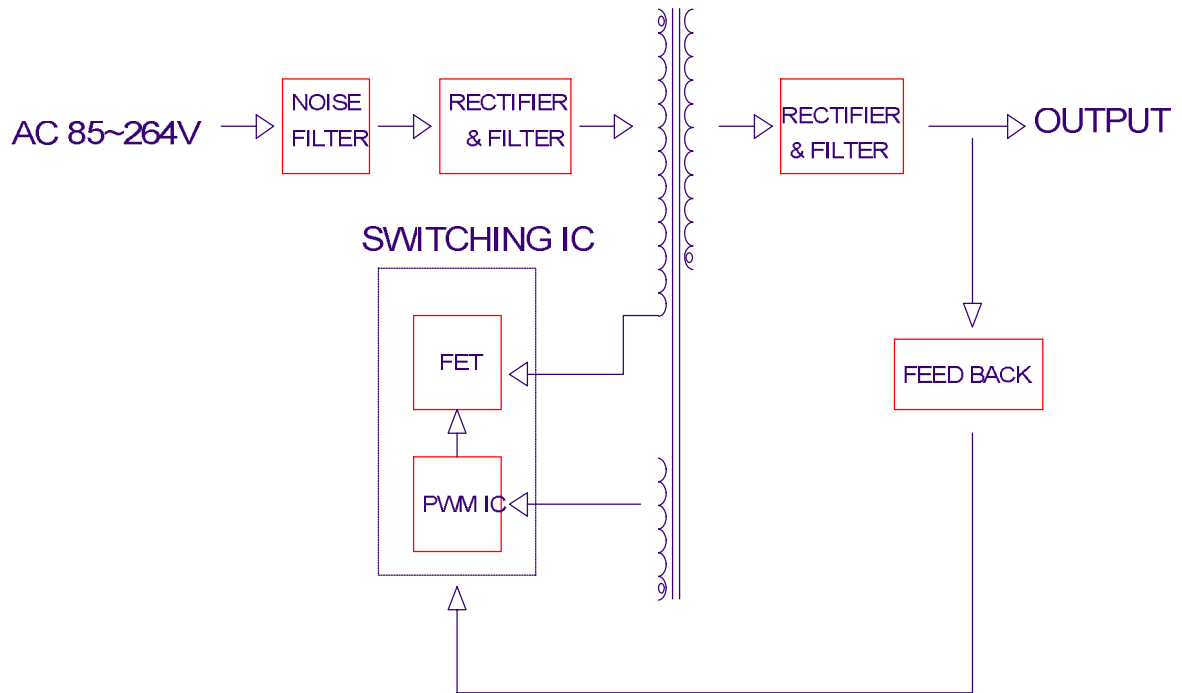 AC 85~264V
NOISE
FILTER
RECTIFIER
& FILTER
RECTIFIER
& FILTER
OUTPUT
SWITCHING IC
FET
PWM IC
FEED BACK